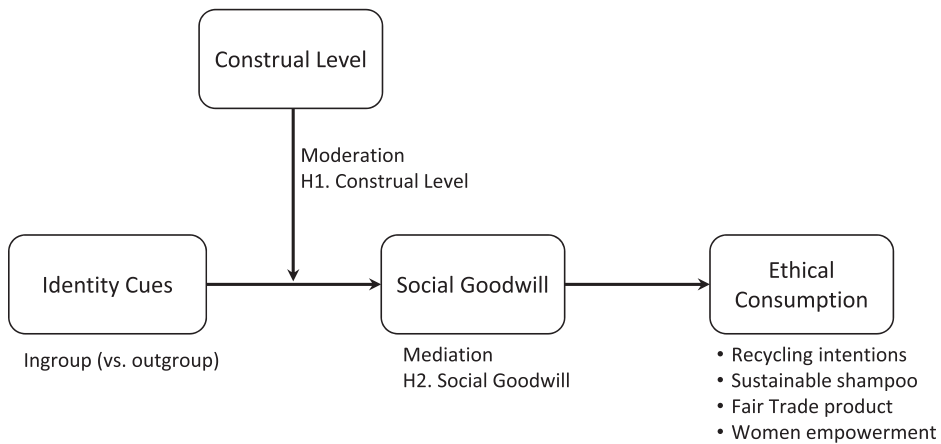 Construal Level
Moderation
H1. Construal Level
Identity Cues
Social Goodwill
Ethical
Consumption
Ingroup (vs. outgroup)
Mediation
H2. Social Goodwill
• Recycling intentions
• Sustainable shampoo
• Fair Trade product
• Women empowerment